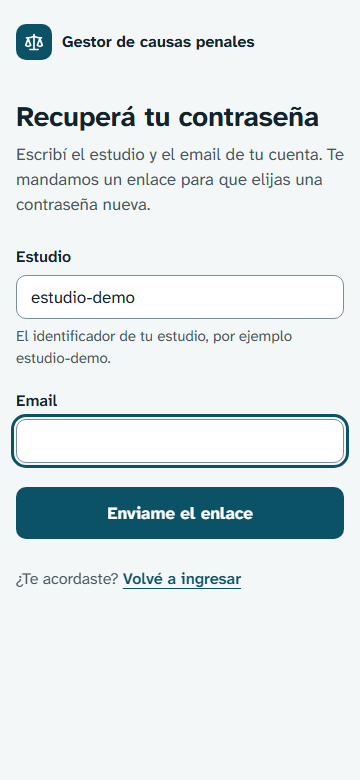 Gestor de causas penales
Recuperá tu contraseña
Escribí el estudio y el email de tu cuenta. Te
mandamos un enlace para que elijas una
contraseña nueva.
Estudio
estudio-demo
El identificador de tu estudio, por ejemplo
estudio-demo.
Email
Enviame el enlace
¿Te acordaste? Volvé a ingresar